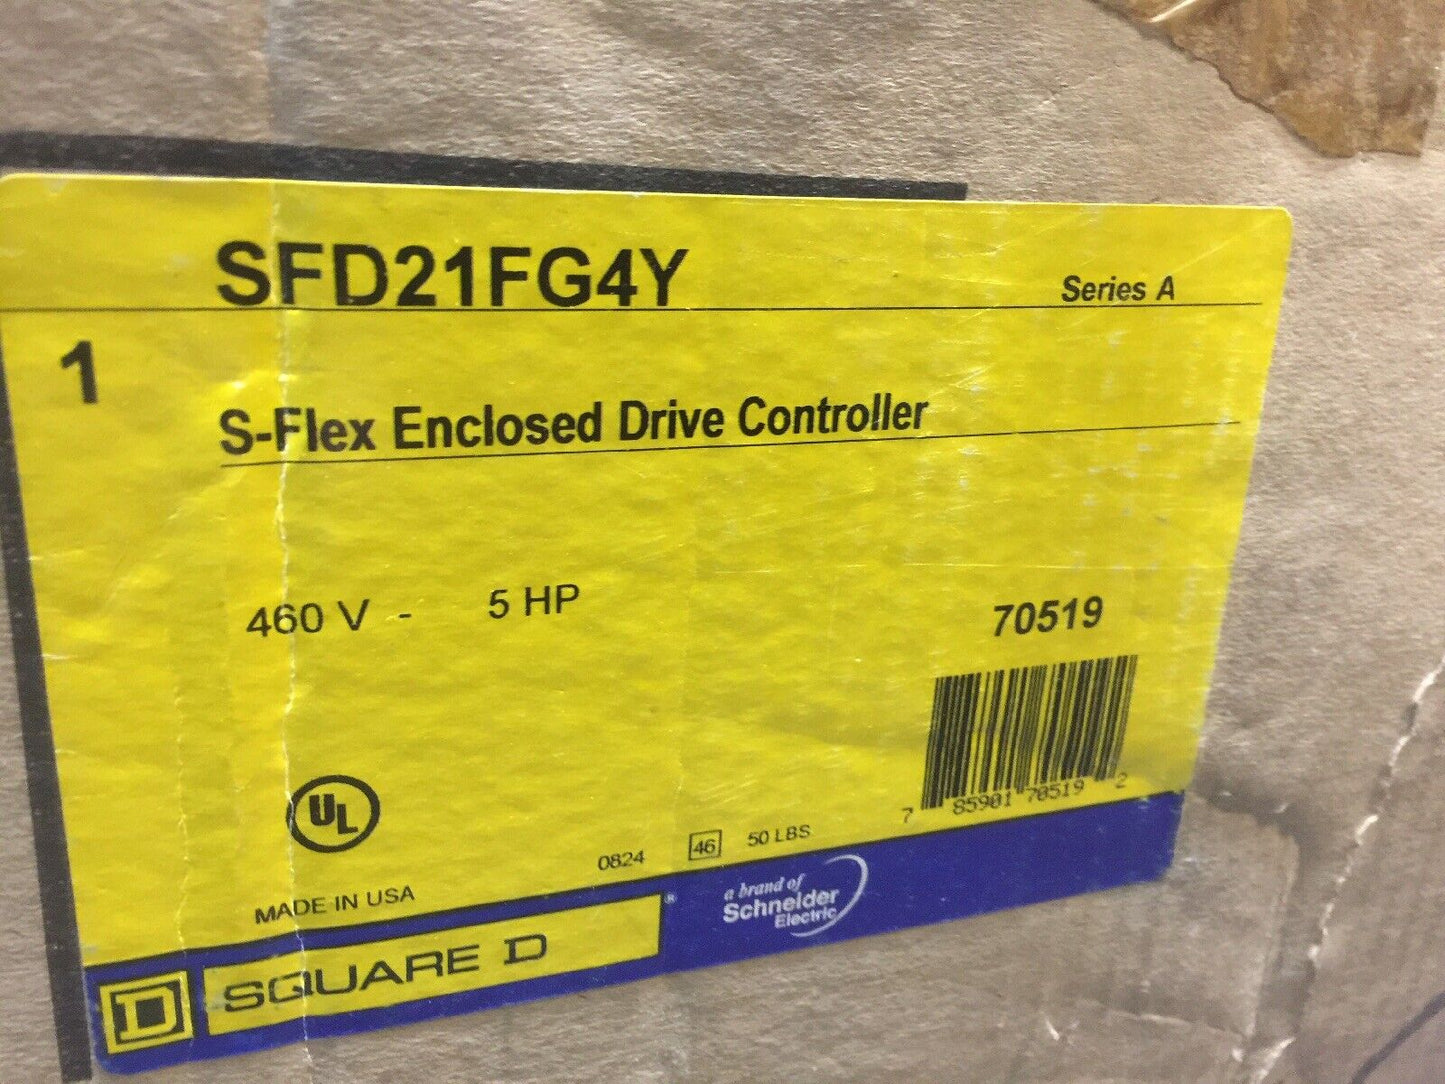 SFD21FG4Y
Series A
1
S-Flex Enclosed Drive Controller
460 V - 5 HP
70519
7 85901 70519 2
UL
0824 46 50 LBS
MADE IN USA
D SQUARE D ®
a brand of
Schneider
Electric